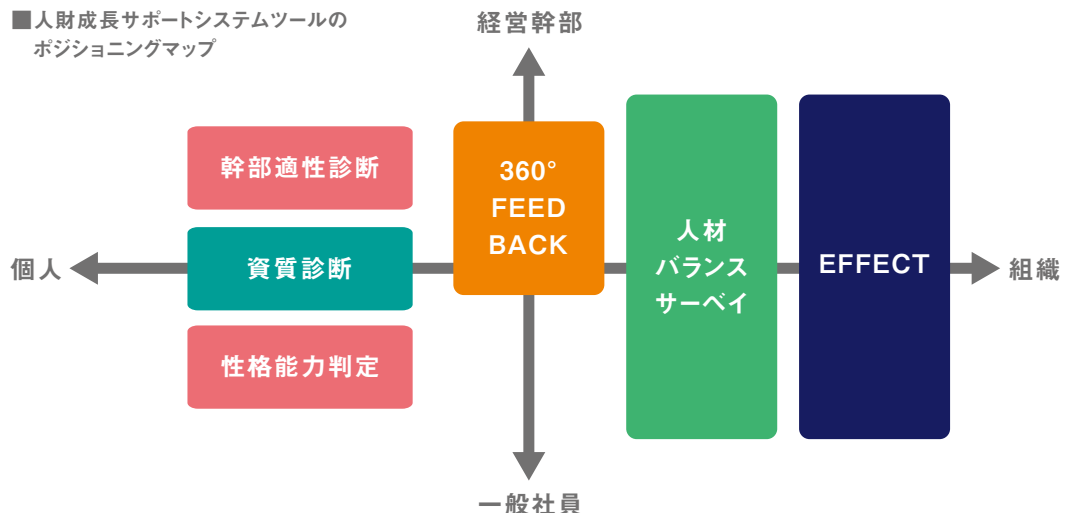 ■人財成長サポートシステムツールの
ポジショニングマップ
経営幹部
幹部適性診断
360°
FEED
BACK
人材
バランス
サーベイ
EFFECT
個人
資質診断
組織
性格能力判定
一般社員